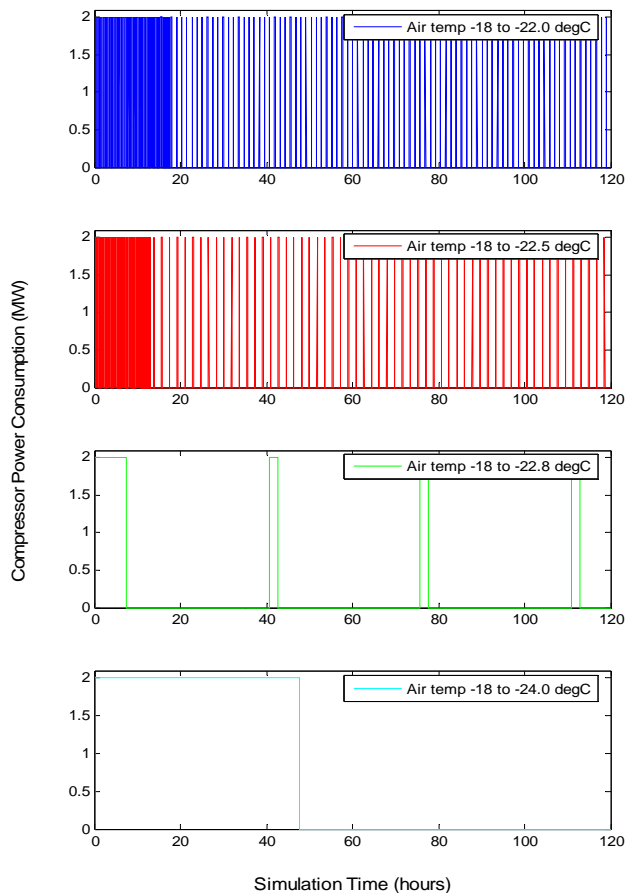 2
Air temp -18 to -22.0 degC
1.5
1
0.5
0
0 20 40 60 80 100 120
2
Air temp -18 to -22.5 degC
1.5
1
0.5
0
0 20 40 60 80 100 120
Compressor Power Consumption (MW)
2
Air temp -18 to -22.8 degC
1.5
1
0.5
0
0 20 40 60 80 100 120
2
Air temp -18 to -24.0 degC
1.5
1
0.5
0
0 20 40 60 80 100 120
Simulation Time (hours)